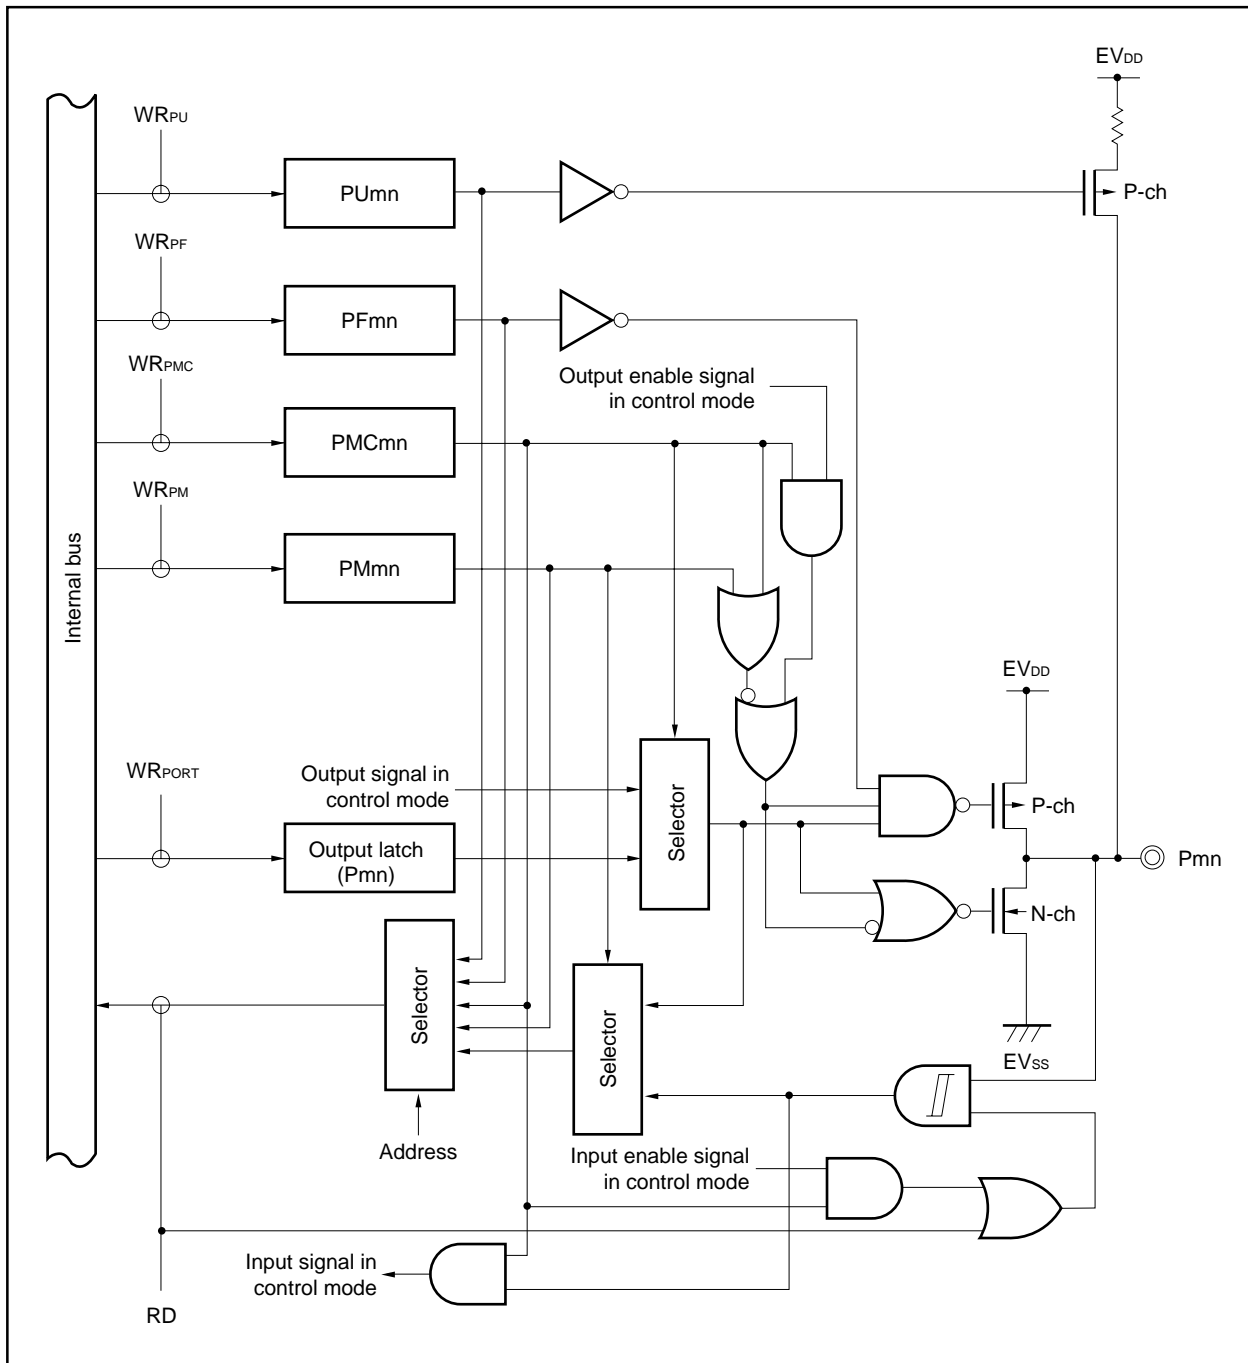 EVDD
WRPU
PUmn
P-ch
WRPF
PFmn
WRPMC
Output enable signal
in control mode
PMCmn
WRPM
PMmn
Internal bus
EVDD
WRPORT
Output signal in
control mode
Selector
P-ch
Output latch
(Pmn)
Pmn
N-ch
Selector
Selector
EVSS
Address
Input enable signal
in control mode
Input signal in
control mode
RD